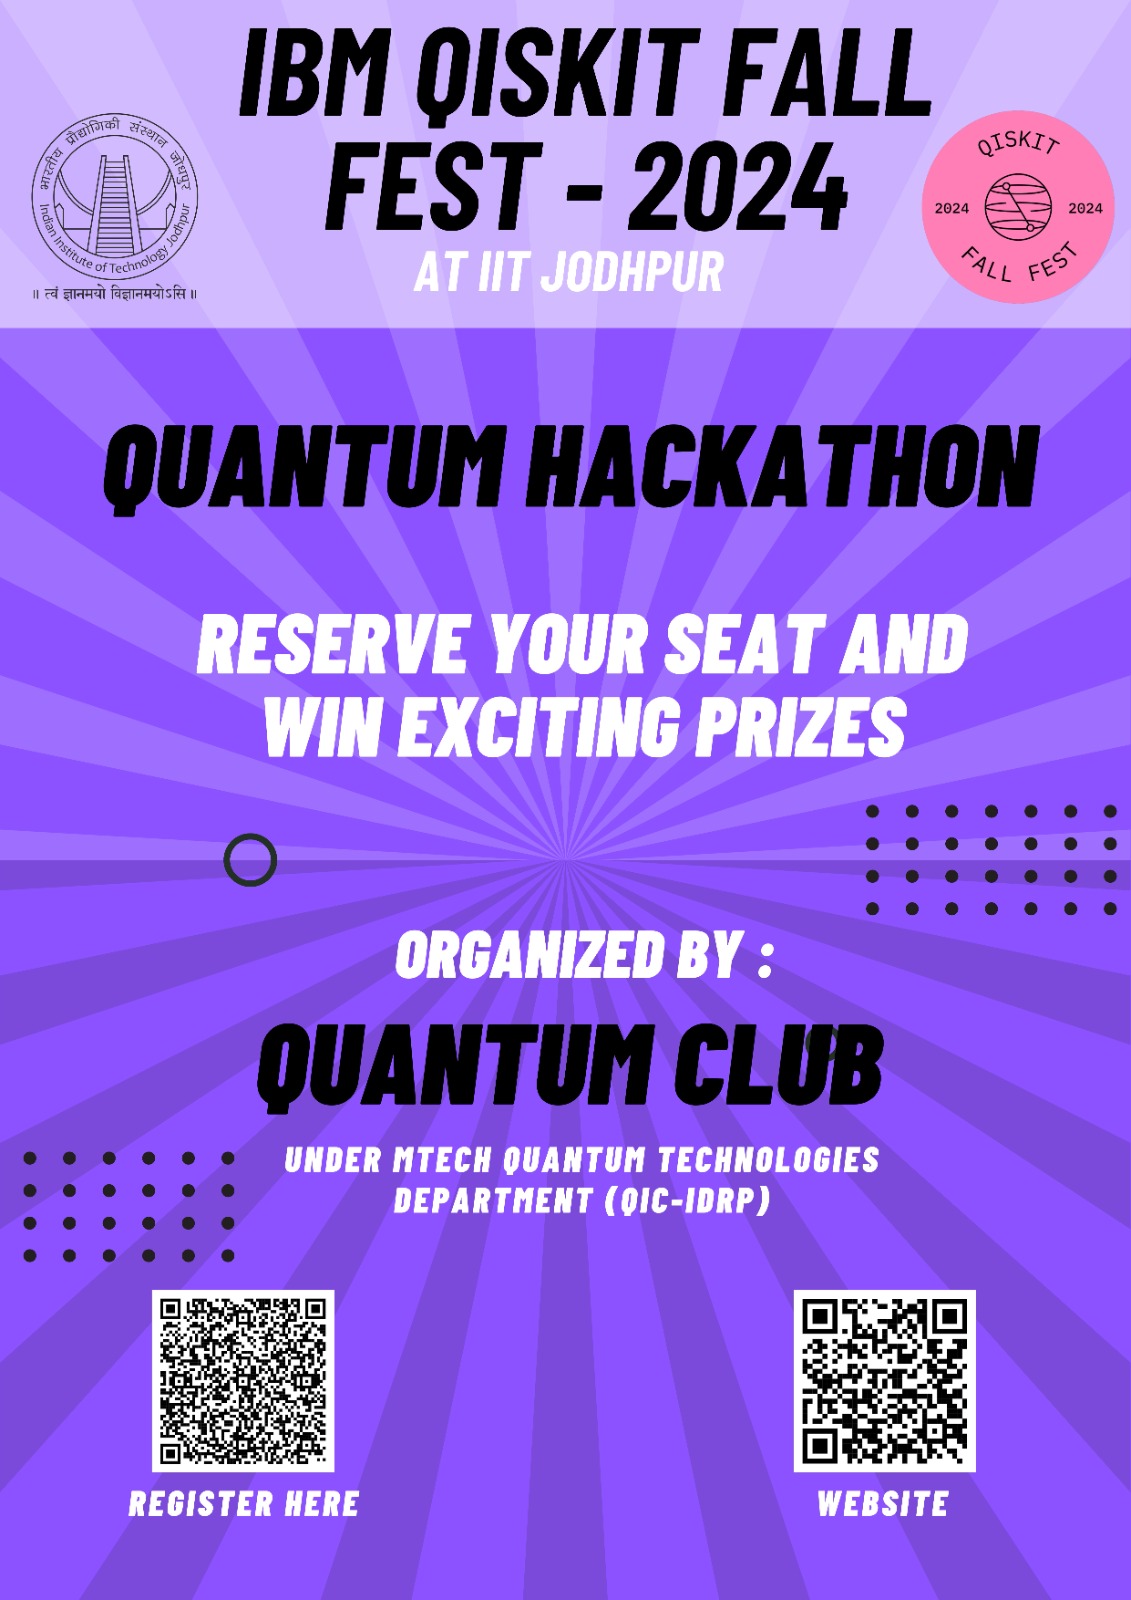 IBM QISKIT FALL
FEST - 2024
AT IIT JODHPUR
भारतीय प्रौद्योगिकी संस्थान जोधपुर
Indian Institute of Technology Jodhpur
॥ त्वं ज्ञानमयो विज्ञानमयोऽसि ॥
QISKIT
2024 2024
FALL FEST
QUANTUM HACKATHON
RESERVE YOUR SEAT AND
WIN EXCITING PRIZES
ORGANIZED BY :
QUANTUM CLUB
UNDER MTECH QUANTUM TECHNOLOGIES
DEPARTMENT (QIC-IDRP)
REGISTER HERE
WEBSITE